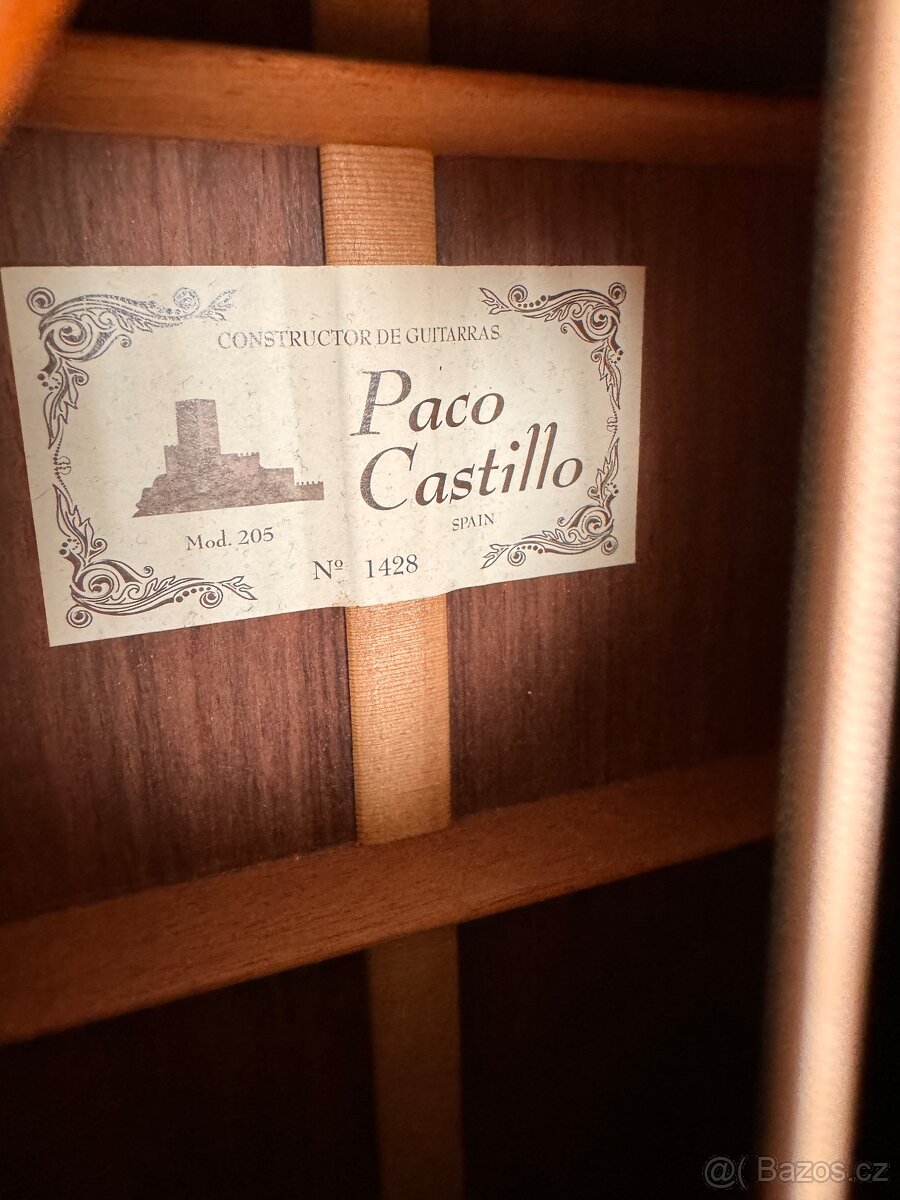 CONSTRUCTOR DE GUITARRAS
Paco
Castillo
SPAIN
Mod. 205
Nº 1428
@( Bazos.cz